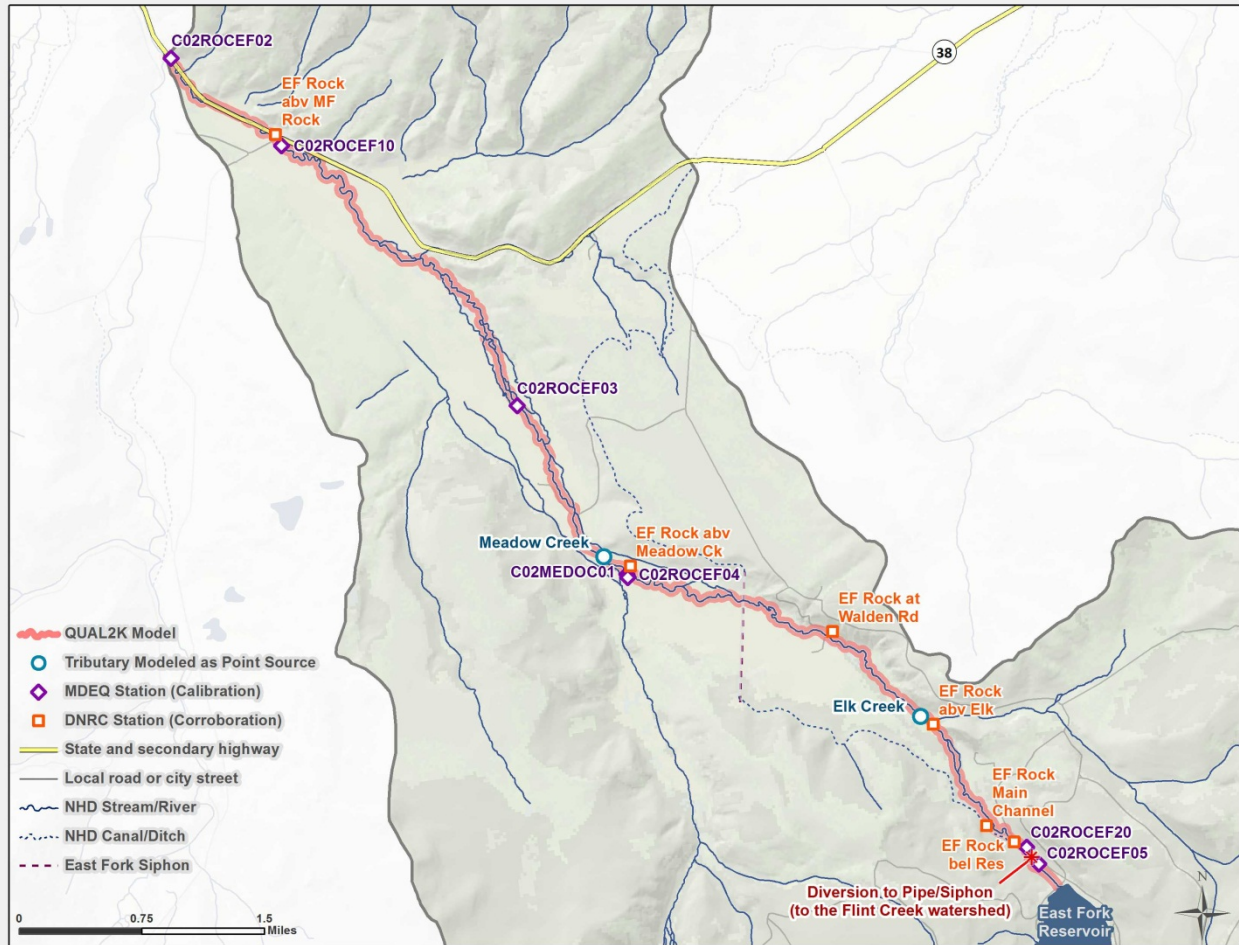 C02ROCEF02
38
EF Rock
abv MF
Rock
C02ROCEF10
C02ROCEF03
Meadow Creek
EF Rock abv
Meadow Ck
C02MEDOC01
C02ROCEF04
EF Rock at
Walden Rd
Elk Creek
EF Rock
abv Elk
EF Rock
Main
Channel
C02ROCEF20
EF Rock
bel Res
C02ROCEF05
Diversion to Pipe/Siphon
(to the Flint Creek watershed)
East Fork
Reservoir
N
QUAL2K Model
Tributary Modeled as Point Source
MDEQ Station (Calibration)
DNRC Station (Corroboration)
State and secondary highway
Local road or city street
NHD Stream/River
NHD Canal/Ditch
East Fork Siphon
0 0.75 1.5
Miles